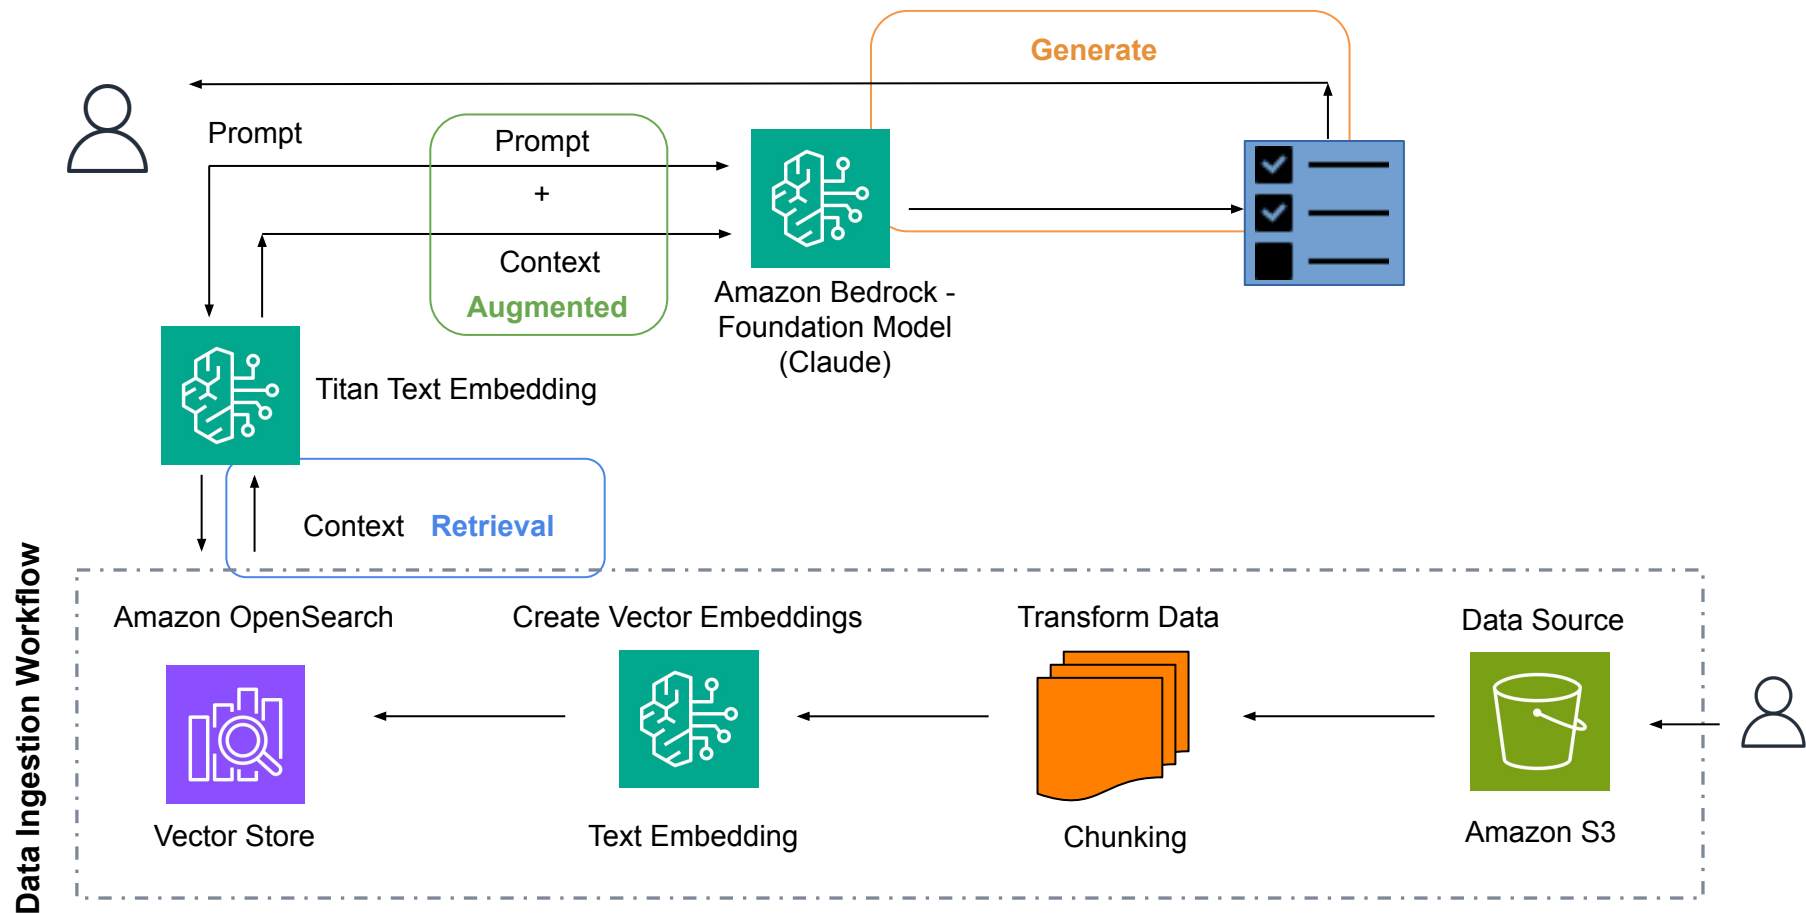 Generate
Prompt
Prompt
+
Context
Augmented
Amazon Bedrock -
Foundation Model
(Claude)
Titan Text Embedding
Context Retrieval
Data Ingestion Workflow
Amazon OpenSearch
Create Vector Embeddings
Transform Data
Data Source
Vector Store
Text Embedding
Chunking
Amazon S3